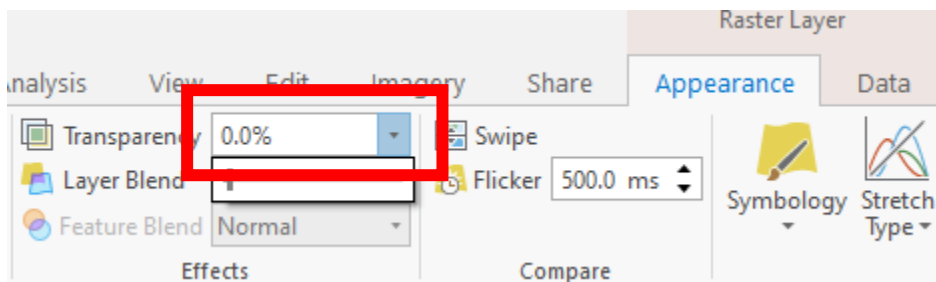 Raster Layer
Analysis View Edit Imagery Share Appearance Data
Transparency 0.0% Swipe
Layer Blend Flicker 500.0 ms
Symbology Stretch
Type
Feature Blend Normal
Effects Compare